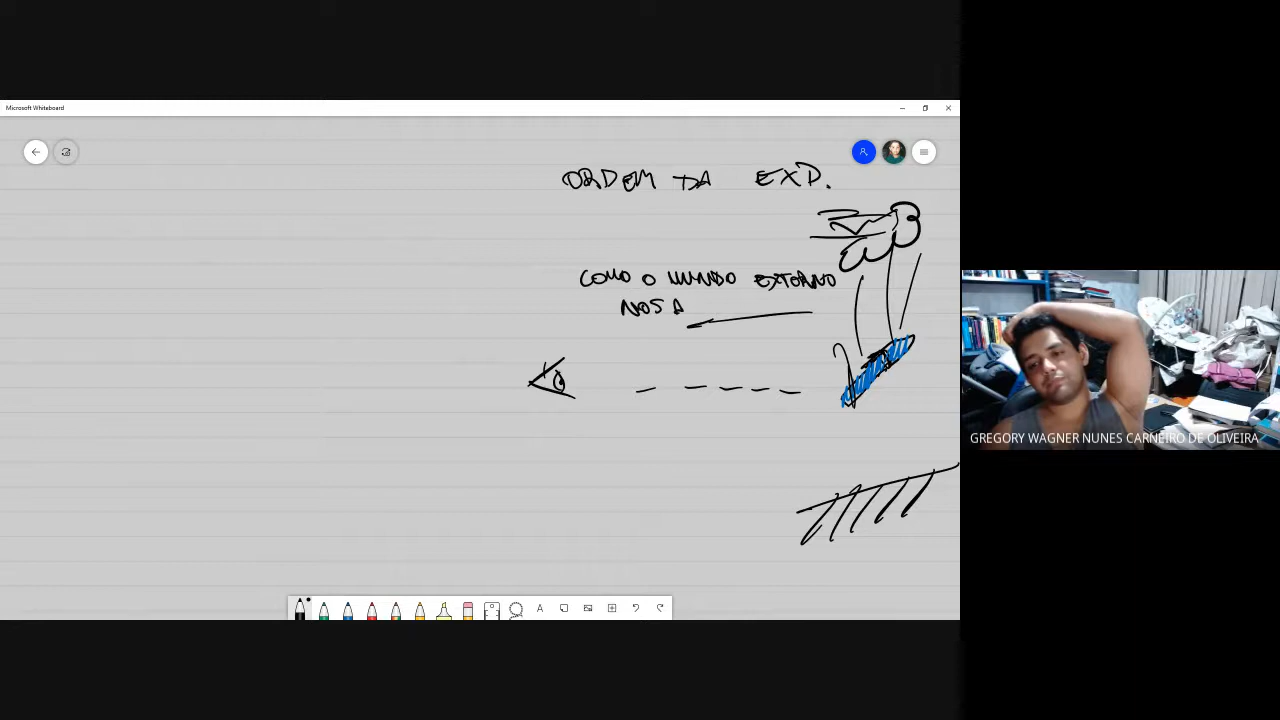 Microsoft Whiteboard
ORDEM DA EXP.
COMO O MUNDO EXTERNO
NOS A
A
GREGORY WAGNER NUNES CARNEIRO DE OLIVEIRA